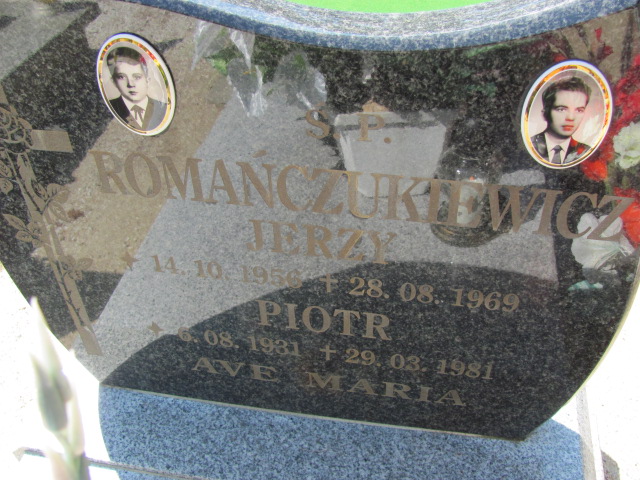 Ś. P.
ROMAŃCZUKIEWICZ
JERZY
14. 10. 1956 + 28. 08. 1969
PIOTR
6. 08. 1931 + 29. 03. 1981
AVE MARIA